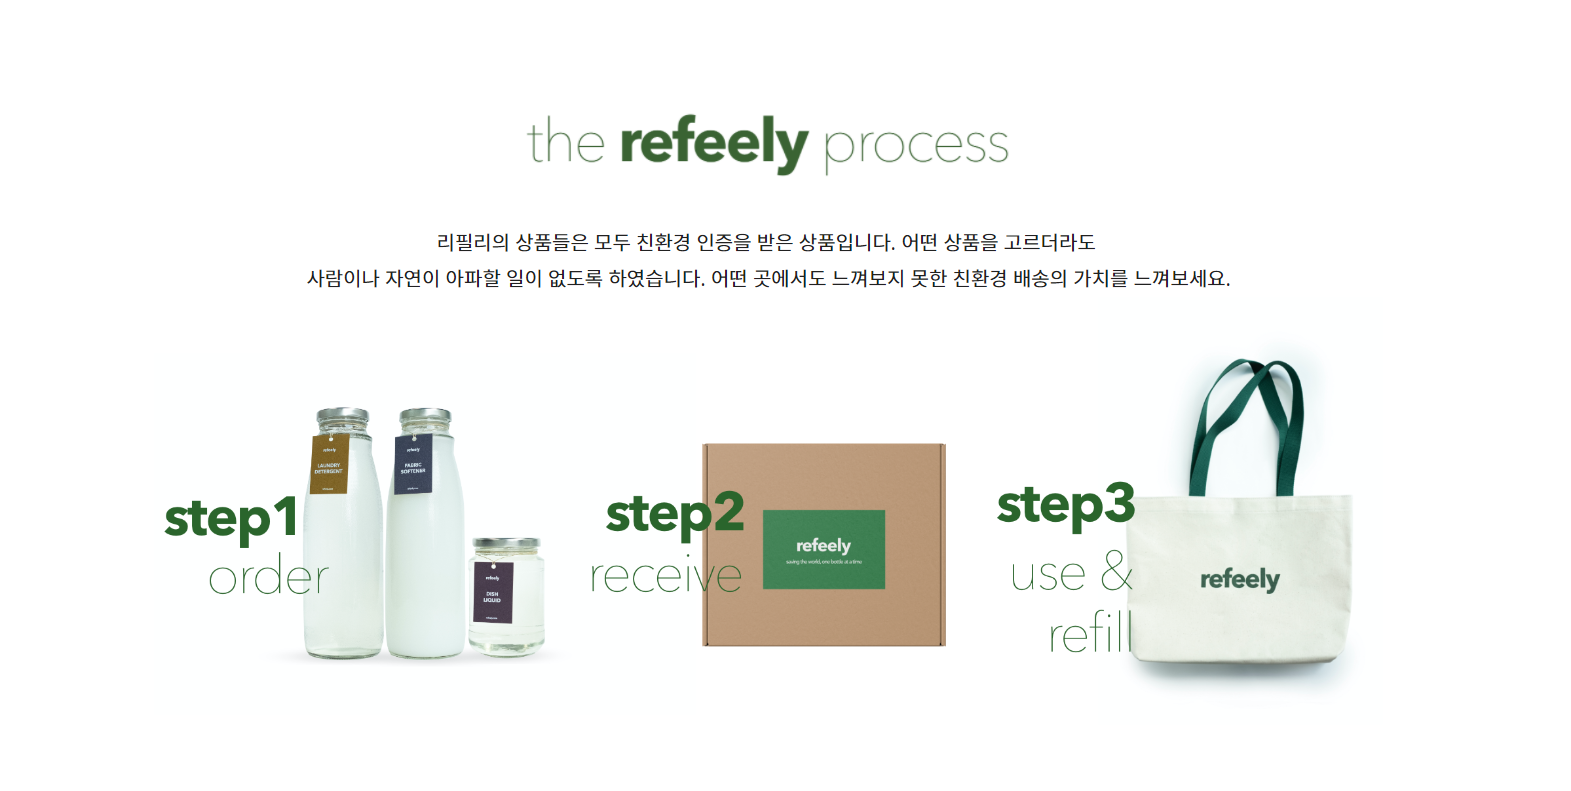 the refeely process
리필리의 상품들은 모두 친환경 인증을 받은 상품입니다. 어떤 상품을 고르더라도
사람이나 자연이 아파할 일이 없도록 하였습니다. 어떤 곳에서도 느껴보지 못한 친환경 배송의 가치를 느껴보세요.
step1
order
refeely
LAUNDRY
DETERGENT
refeely
FABRIC
SOFTENER
refeely
DISH
LIQUID
step2
receive
refeely
saving the world, one bottle at a time
step3
use &
refill
refeely